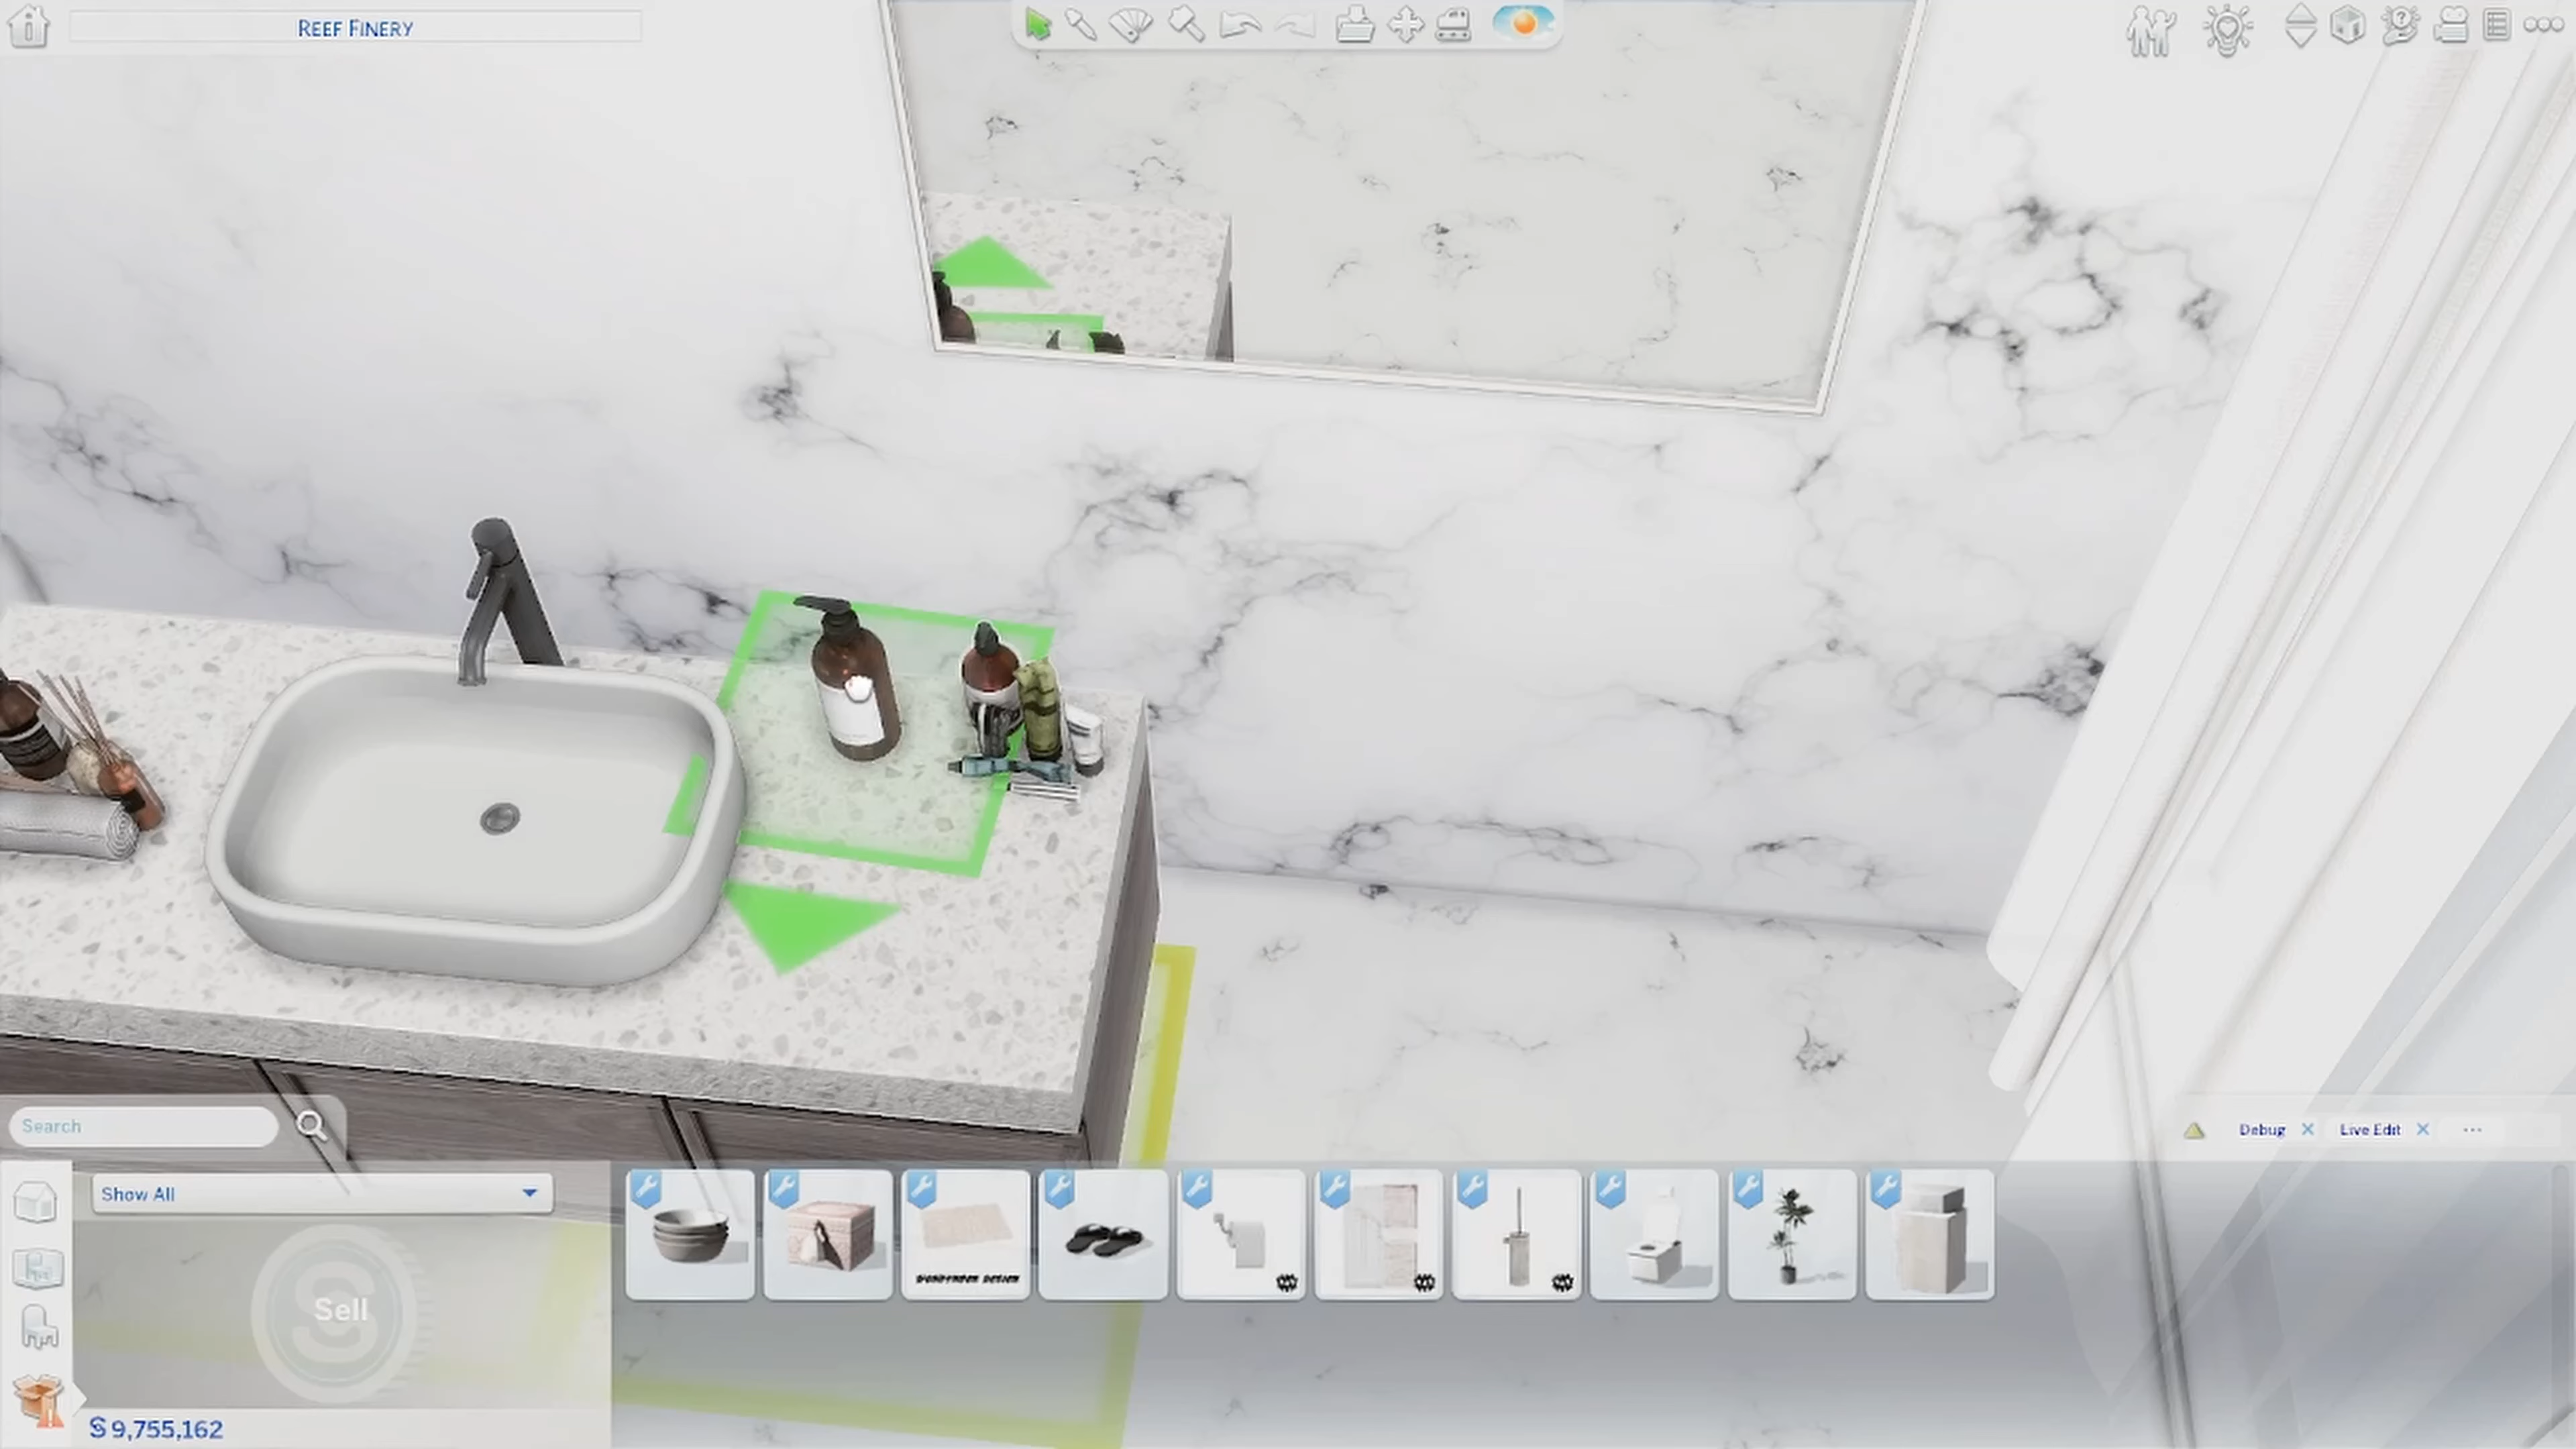 REEF FINERY
Search
Debug
Live Edit
Show All
Sell
§9,755,162